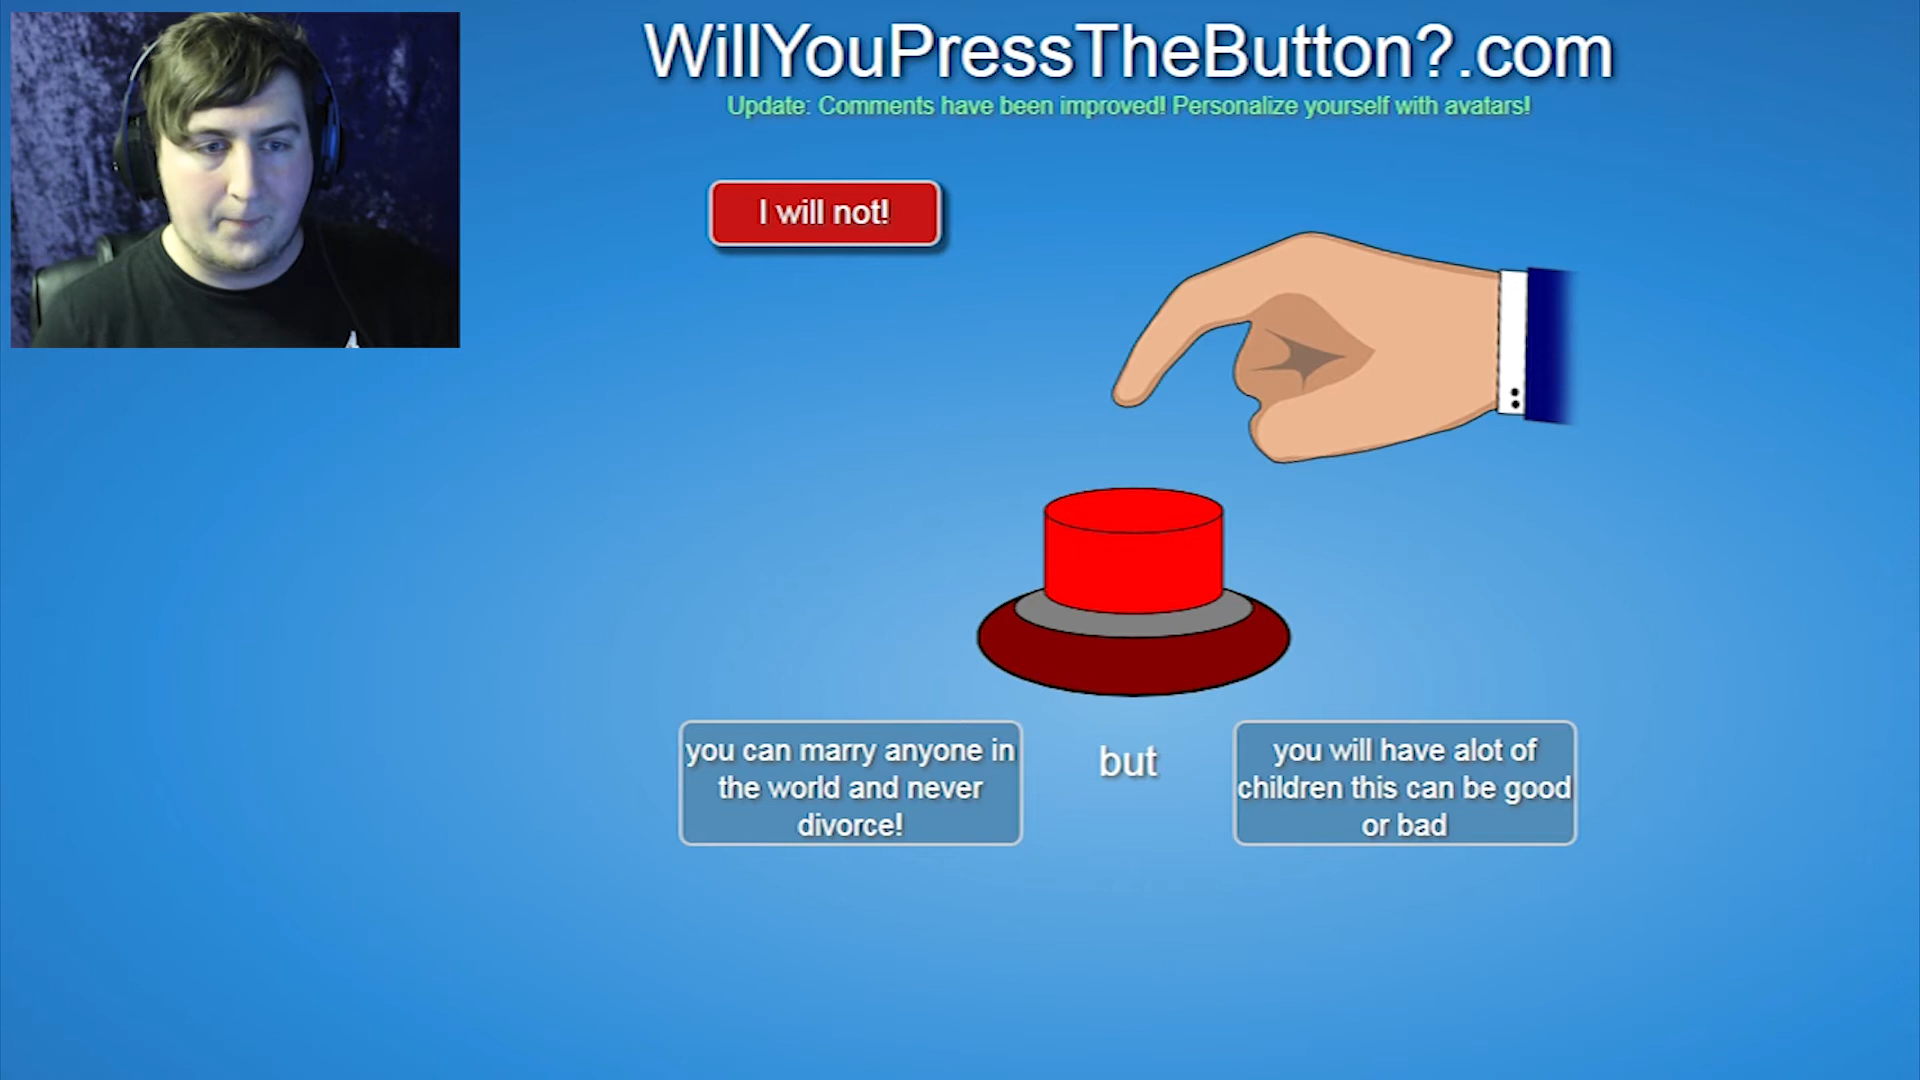 WillYouPressTheButton?.com
Update: Comments have been improved! Personalize yourself with avatars!
I will not!
you can marry anyone in
the world and never
divorce!
but
you will have alot of
children this can be good
or bad